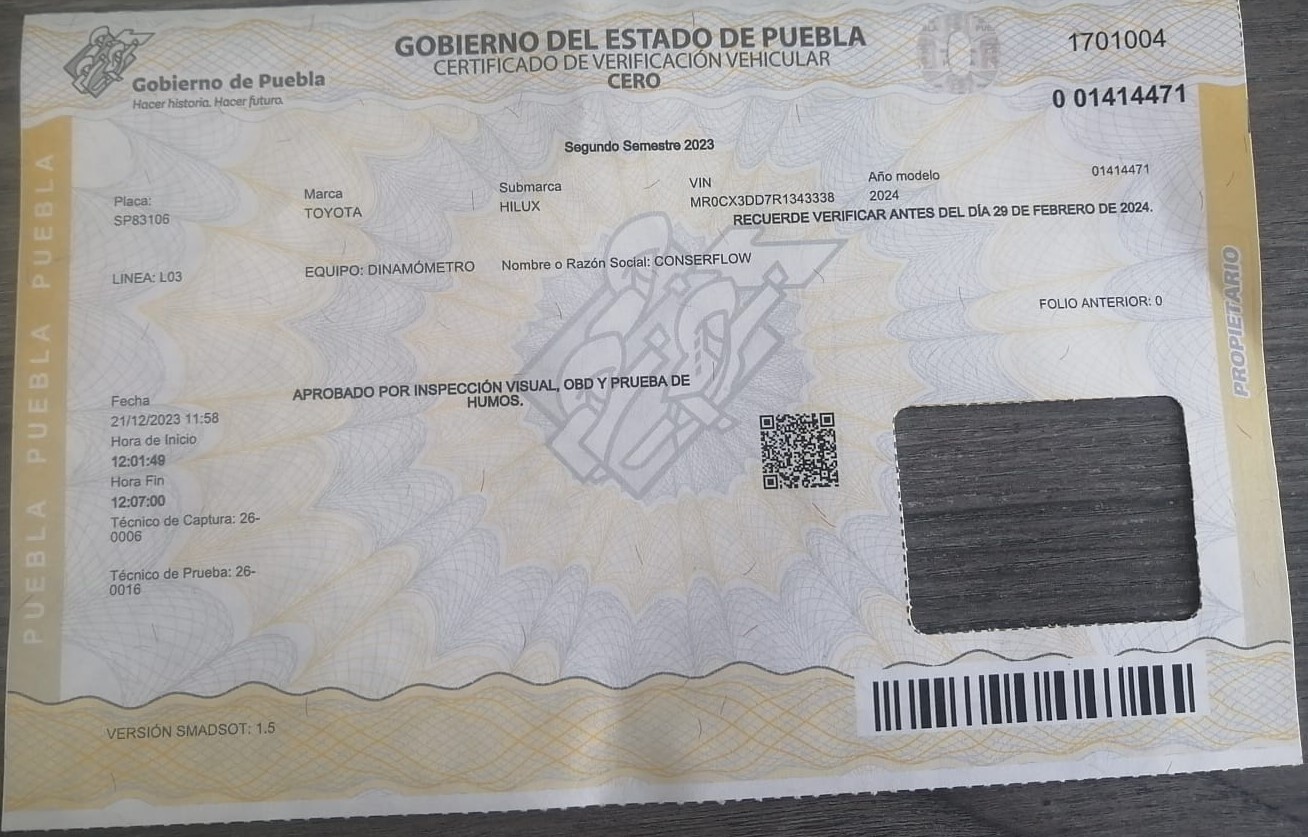 Gobierno de Puebla
Hacer historia. Hacer futuro.
GOBIERNO DEL ESTADO DE PUEBLA
CERTIFICADO DE VERIFICACIÓN VEHICULAR
CERO
1701004
0 01414471
Segundo Semestre 2023
01414471
Placa:
SP83106
Marca
TOYOTA
Submarca
HILUX
VIN
MR0CX3DD7R1343338
Año modelo
2024
RECUERDE VERIFICAR ANTES DEL DÍA 29 DE FEBRERO DE 2024.
LINEA: L03
EQUIPO: DINAMÓMETRO
Nombre o Razón Social: CONSERFLOW
FOLIO ANTERIOR: 0
APROBADO POR INSPECCIÓN VISUAL, OBD Y PRUEBA DE
HUMOS.
Fecha
21/12/2023 11:58
Hora de Inicio
12:01:49
Hora Fin
12:07:00
Técnico de Captura: 26-
0006
Técnico de Prueba: 26-
0016
VERSIÓN SMADSOT: 1.5
PUEBLA PUEBLA PUEBLA PUEBLA
PROPIETARIO